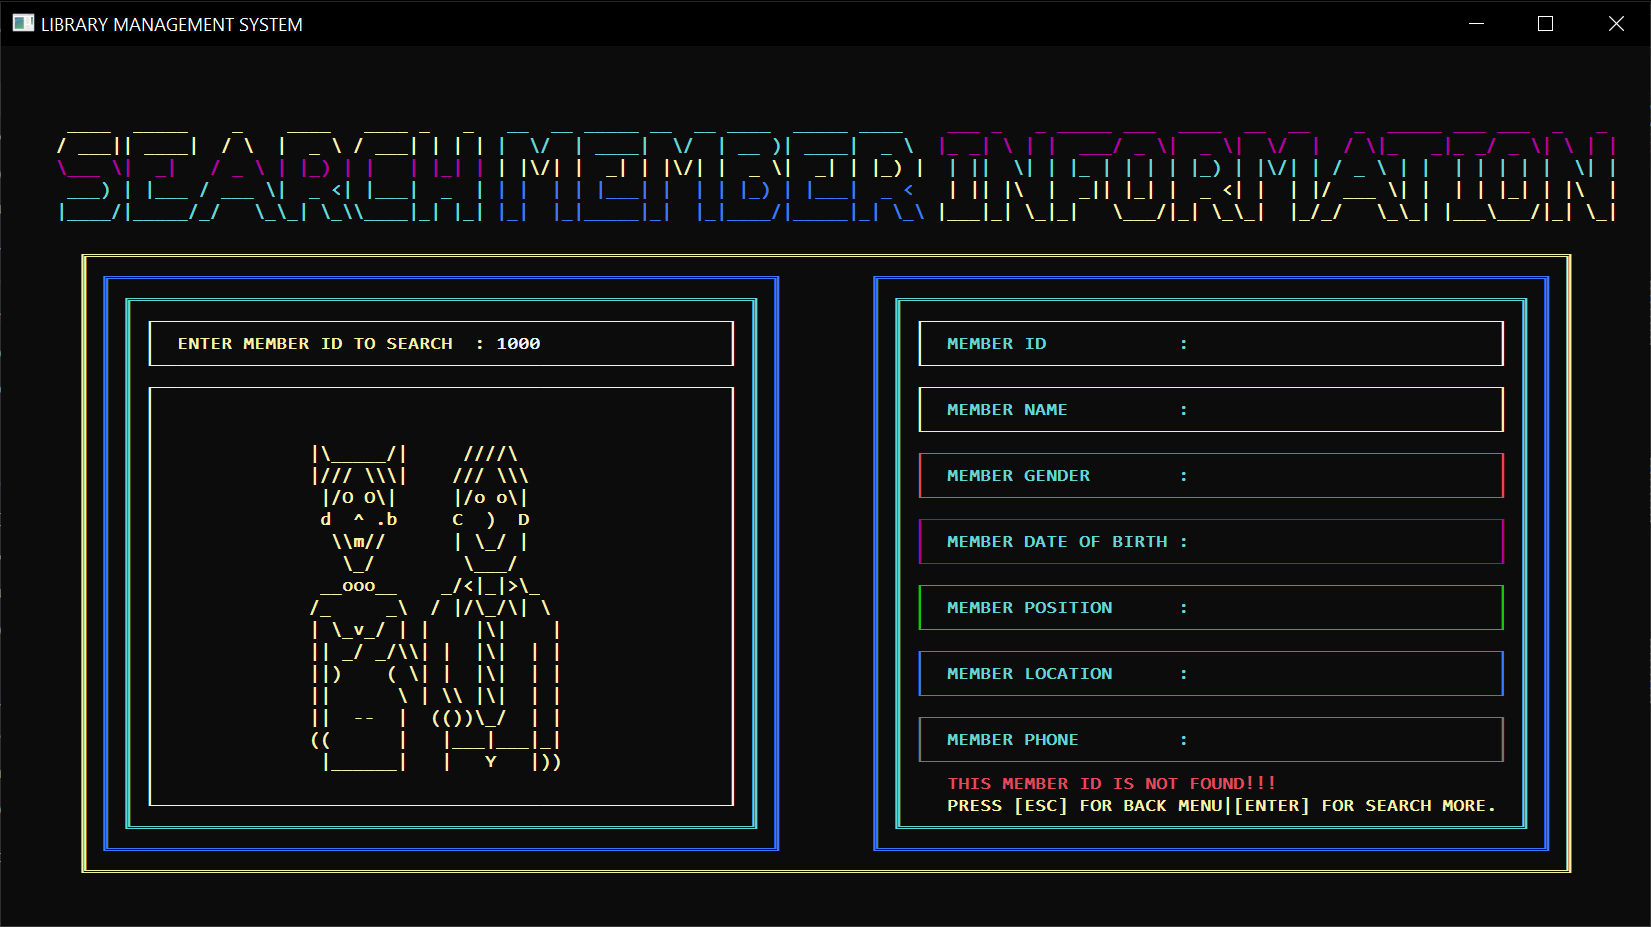 LIBRARY MANAGEMENT SYSTEM
SEARCH MEMBER INFORMATION
ENTER MEMBER ID TO SEARCH : 1000
MEMBER ID :
MEMBER NAME :
MEMBER GENDER :
MEMBER DATE OF BIRTH :
MEMBER POSITION :
MEMBER LOCATION :
MEMBER PHONE :
THIS MEMBER ID IS NOT FOUND!!!
PRESS [ESC] FOR BACK MENU|[ENTER] FOR SEARCH MORE.